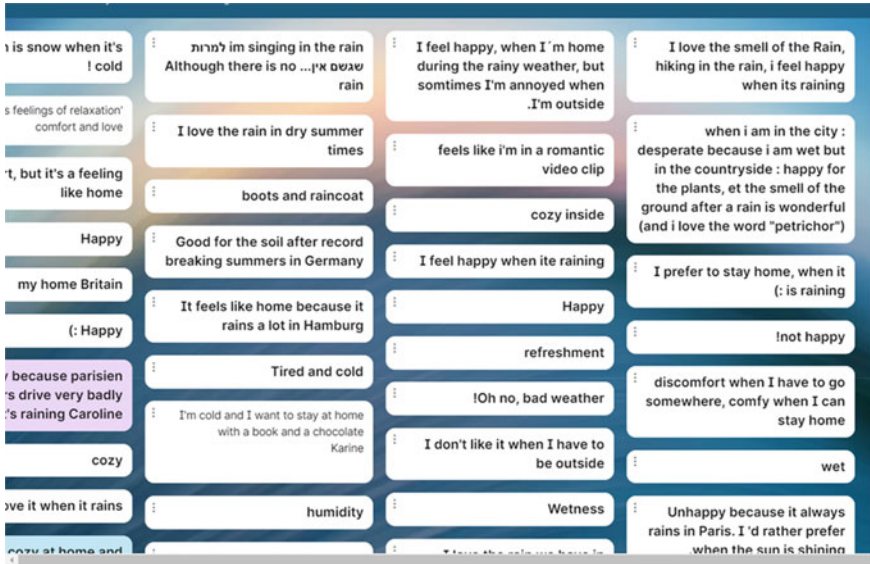 is snow when it's
! cold
feelings of relaxation'
comfort and love
but it's a feeling
like home
Happy
my home Britain
(: Happy
because parisien
drive very badly
raining Caroline
cozy
it when it rains
cozy at home and
למרות im singing in the rain
Although there is no ...שגשם אין
rain
I love the rain in dry summer
times
boots and raincoat
Good for the soil after record
breaking summers in Germany
It feels like home because it
rains a lot in Hamburg
Tired and cold
I'm cold and I want to stay at home
with a book and a chocolate
Karine
humidity
I feel happy, when I´m home
during the rainy weather, but
somtimes I'm annoyed when
.I'm outside
feels like i'm in a romantic
video clip
cozy inside
I feel happy when ite raining
Happy
refreshment
!Oh no, bad weather
I don't like it when I have to
be outside
Wetness
I love the rain we have in
I love the smell of the Rain,
hiking in the rain, i feel happy
when its raining
when i am in the city :
desperate because i am wet but
in the countryside : happy for
the plants, et the smell of the
ground after a rain is wonderful
(and i love the word "petrichor")
I prefer to stay home, when it
(: is raining
!not happy
discomfort when I have to go
somewhere, comfy when I can
stay home
wet
Unhappy because it always
rains in Paris. I 'd rather prefer
.when the sun is shining